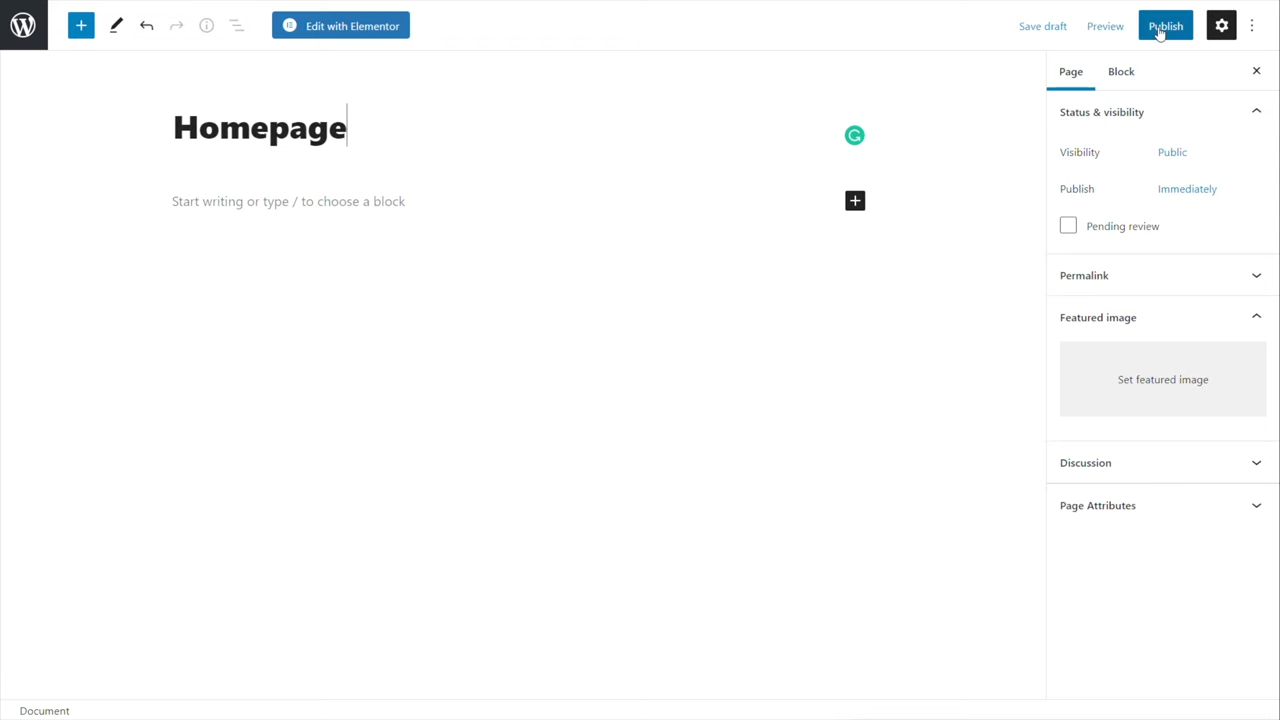 Edit with Elementor
Save draft
Preview
Publish
Page
Block
Homepage
Status & visibility
Visibility
Public
Start writing or type / to choose a block
Publish
Immediately
Pending review
Permalink
Featured image
Set featured image
Discussion
Page Attributes
Document